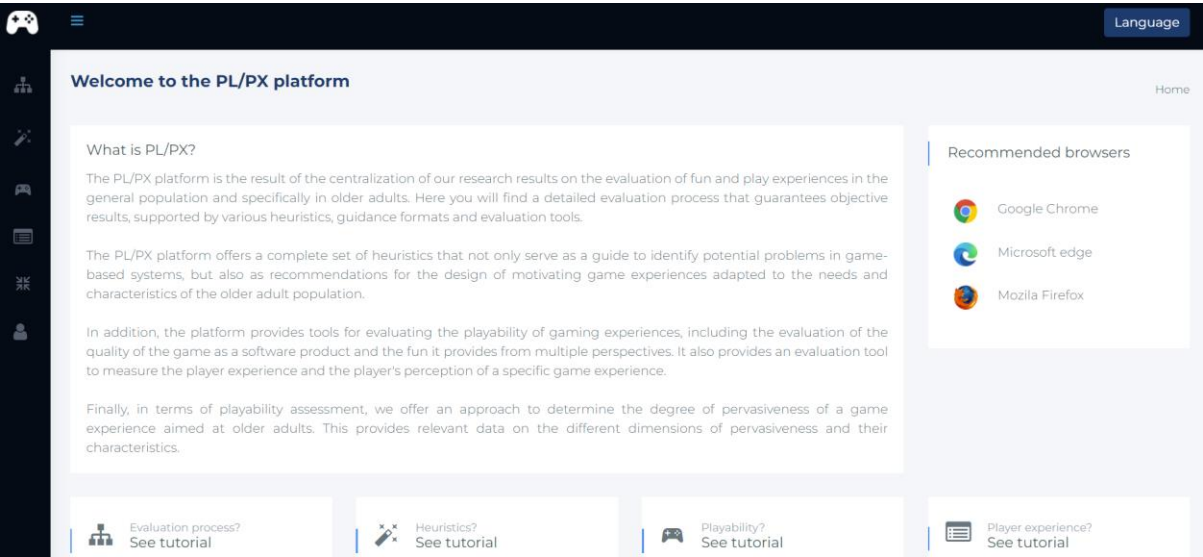 Language
Welcome to the PL/PX platform
Home
What is PL/PX?
The PL/PX platform is the result of the centralization of our research results on the evaluation of fun and play experiences in the
general population and specifically in older adults. Here you will find a detailed evaluation process that guarantees objective
results, supported by various heuristics, guidance formats and evaluation tools.
The PL/PX platform offers a complete set of heuristics that not only serve as a guide to identify potential problems in game-
based systems, but also as recommendations for the design of motivating game experiences adapted to the needs and
characteristics of the older adult population.
In addition, the platform provides tools for evaluating the playability of gaming experiences, including the evaluation of the
quality of the game as a software product and the fun it provides from multiple perspectives. It also provides an evaluation tool
to measure the player experience and the player's perception of a specific game experience.
Finally, in terms of playability assessment, we offer an approach to determine the degree of pervasiveness of a game
experience aimed at older adults. This provides relevant data on the different dimensions of pervasiveness and their
characteristics.
Recommended browsers
Google Chrome
Microsoft edge
Mozila Firefox
Evaluation process?
See tutorial
Heuristics?
See tutorial
Playability?
See tutorial
Player experience?
See tutorial